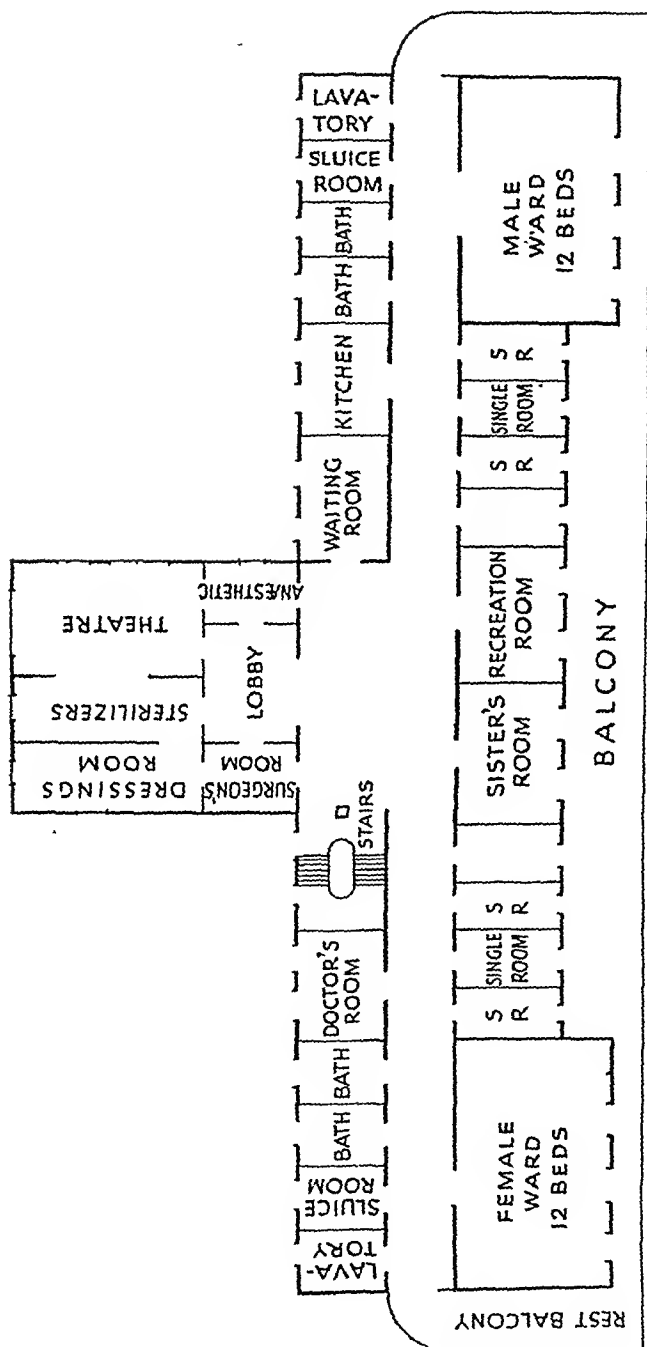 LAVA-
TORY
SLUICE
ROOM
BATH
BATH
KITCHEN
WAITING
ROOM
MALE
WARD
12 BEDS
S
R
SINGLE
ROOM
S
R
ANÆSTHETIC
THEATRE
LOBBY
STERILIZERS
SURGEON'S
ROOM
DRESSINGS
ROOM
RECREATION
ROOM
SISTER'S
ROOM
BALCONY
STAIRS
DOCTOR'S
ROOM
BATH
BATH
SLUICE
ROOM
LAVA-
TORY
S
R
SINGLE
ROOM
S
R
FEMALE
WARD
12 BEDS
REST BALCONY